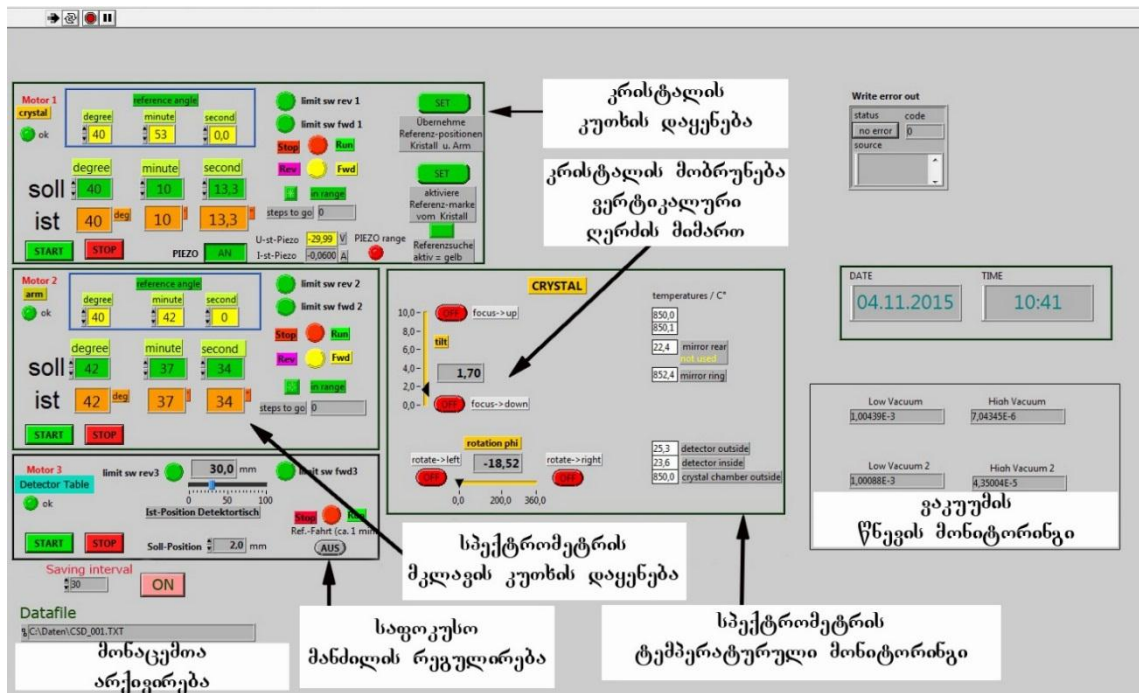 Motor 1
crystal
ok
reference angle
degree minute second
40 53 0,0
limit sw rev 1
limit sw fwd 1
Stop Run
Rev Fwd
SET
Übernehme
Referenz-positionen
Kristall u. Arm
SET
aktiviere
Referenz-marke
vom Kristall
Referenzsuche
aktiv = gelb
degree minute second
soll 40 10 13,3
ist 40 deg 10 ' 13,3 "
in range
steps to go 0
START STOP
PIEZO AN
U-st-Piezo -29,99 V PIEZO range
I-st-Piezo -0,0600 A
კრისტალის
კუთხის დაყენება
კრისტალის მობრუნება
ვერტიკალური
ღერძის მიმართ
Write error out
status code
no error 0
source
Motor 2
arm
ok
reference angle
degree minute second
40 42 0
limit sw rev 2
limit sw fwd 2
Stop Run
Rev Fwd
degree minute second
soll 42 37 34
ist 42 deg 37 ' 34 "
in range
steps to go 0
START STOP
CRYSTAL
10,0
8,0
6,0
4,0
2,0
0,0
OFF focus->up
tilt
1,70
OFF focus->down
rotation phi
rotate->left -18,52 rotate->right
OFF OFF
0,0 200,0 360,0
temperatures / C°
850,0
850,1
22,4 mirror rear
not used
852,4 mirror ring
25,3 detector outside
23,6 detector inside
850,0 crystal chamber outside
DATE TIME
04.11.2015 10:41
Low Vacuum High Vacuum
1,00439E-3 7,04345E-6
Low Vacuum 2 High Vacuum 2
1,00088E-3 4,35004E-5
ვაკუუმის
წნევის მონიტორინგი
Motor 3
Detector Table
ok
limit sw rev3 30,0 mm limit sw fwd3
0 50 100
Ist-Position Detektortisch
Stop
Ref.-Fahrt (ca. 1 min)
AUS
START STOP
Soll-Position 2,0 mm
Saving interval
30 ON
Datafile
C:\Daten\CSD_001.TXT
მონაცემთა
არქივირება
საფოკუსო
მანძილის რეგულირება
სპექტრომეტრის
მკლავის კუთხის დაყენება
სპექტრომეტრის
ტემპერატურული მონიტორინგი